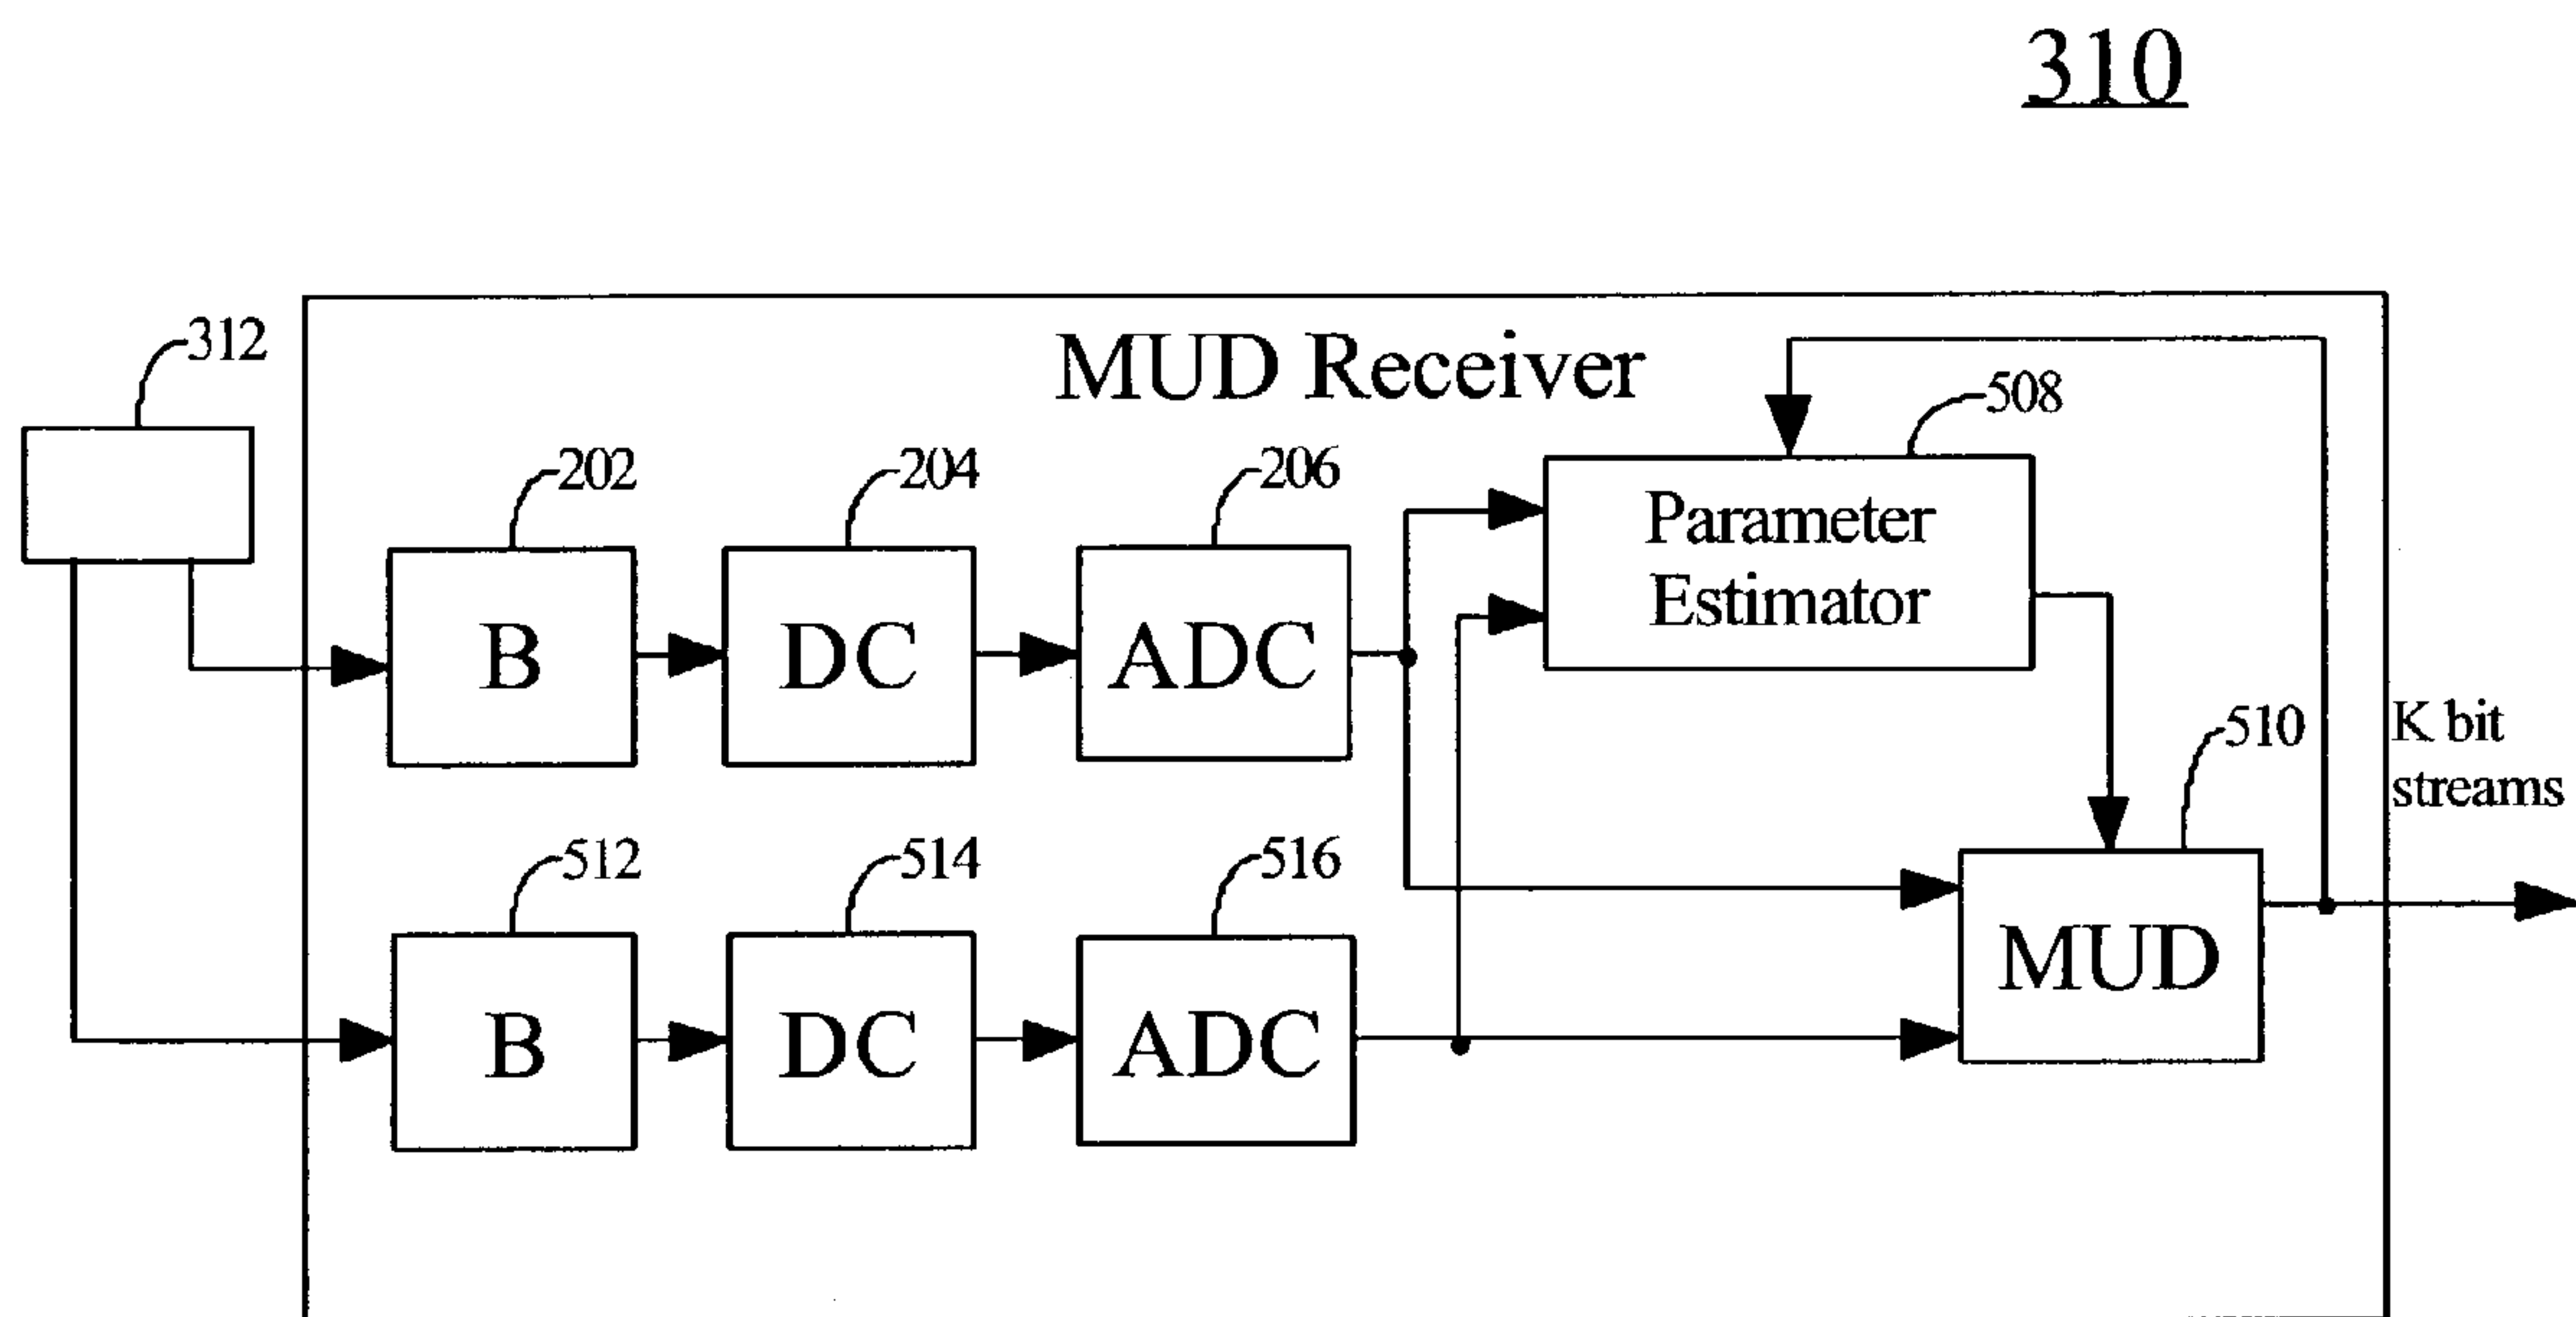 310
MUD Receiver
312
508
202
204
206
Parameter
Estimator
B
DC
ADC
510
K bit
streams
512
514
516
MUD
B
DC
ADC